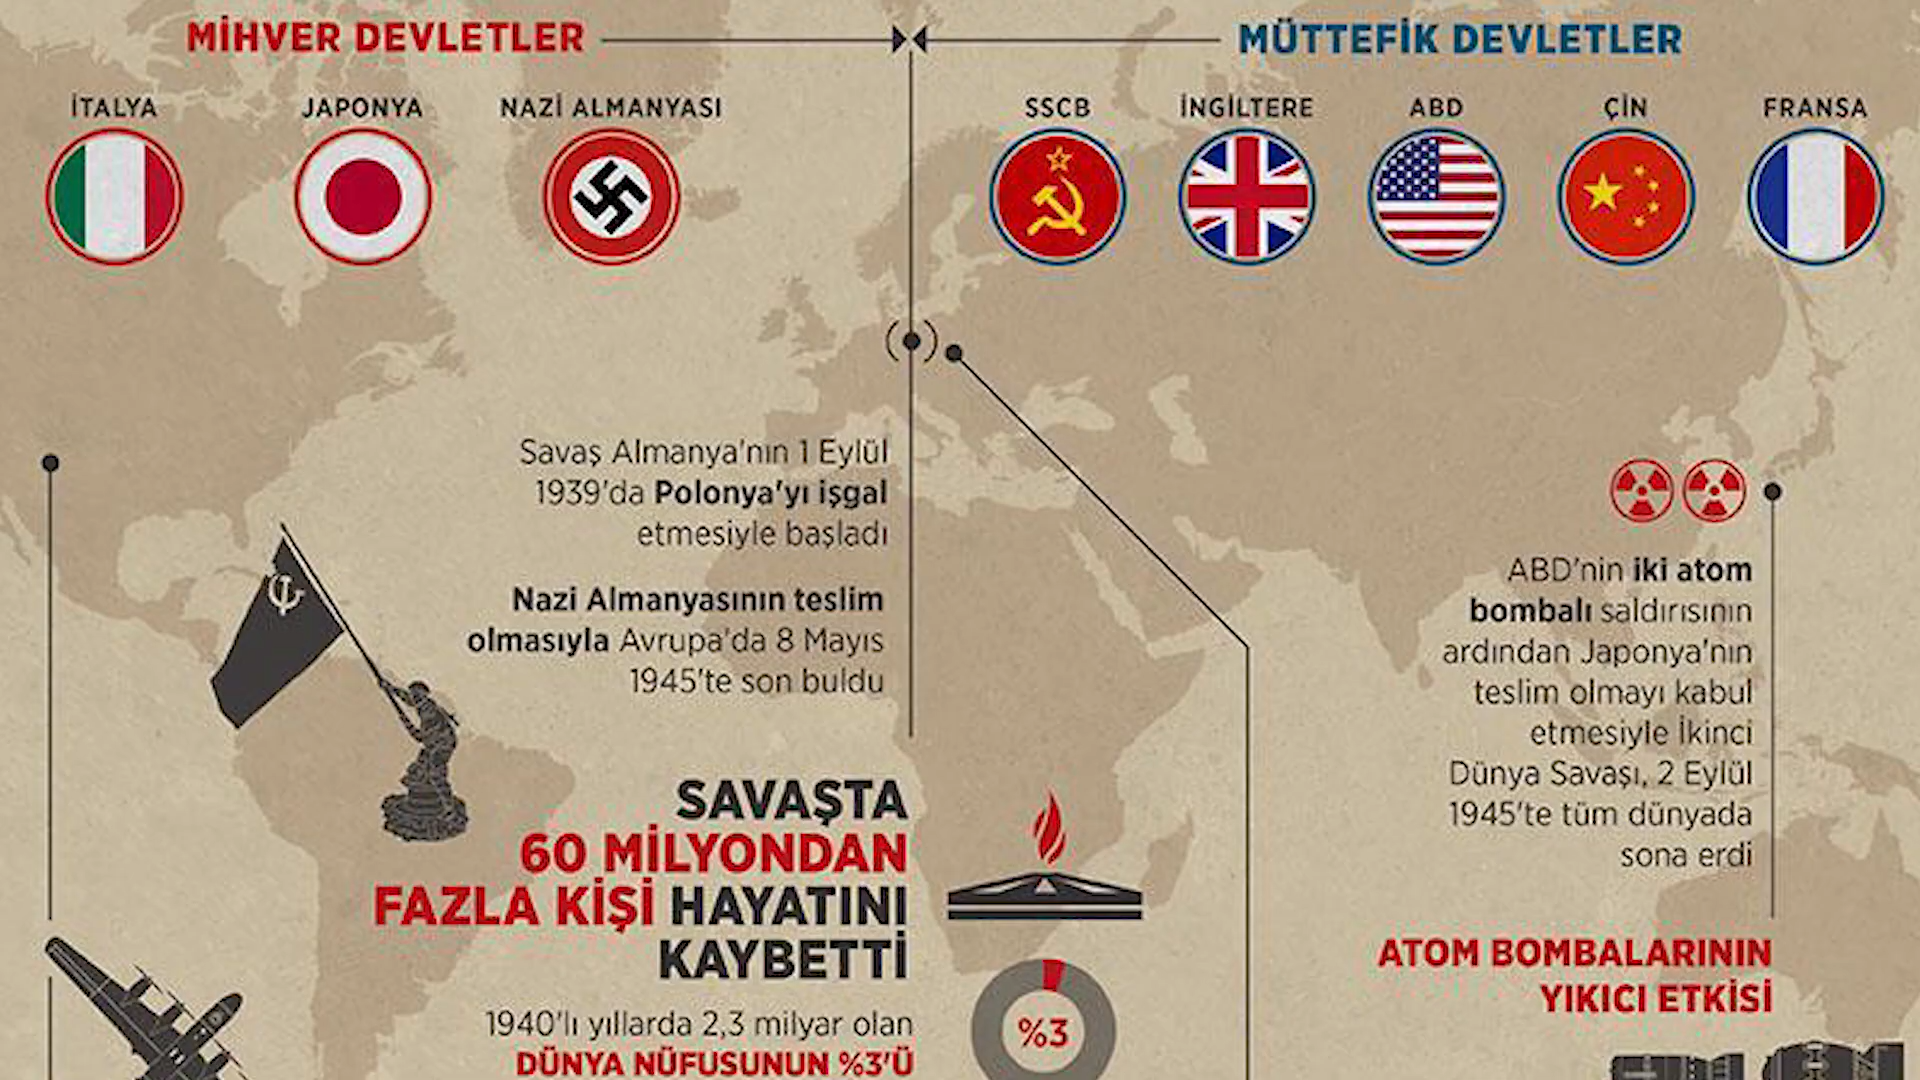 MİHVER DEVLETLER
MÜTTEFİK DEVLETLER
İTALYA
JAPONYA
NAZİ ALMANYASI
SSCB
İNGİLTERE
ABD
ÇİN
FRANSA
Savaş Almanya'nın 1 Eylül
1939'da Polonya'yı işgal
etmesiyle başladı
Nazi Almanyasının teslim
olmasıyla Avrupa'da 8 Mayıs
1945'te son buldu
SAVAŞTA
60 MİLYONDAN
FAZLA KİŞİ HAYATINI
KAYBETTİ
1940'lı yıllarda 2,3 milyar olan
DÜNYA NÜFUSUNUN %3'Ü
%3
ABD'nin iki atom
bombalı saldırısının
ardından Japonya'nın
teslim olmayı kabul
etmesiyle İkinci
Dünya Savaşı, 2 Eylül
1945'te tüm dünyada
sona erdi
ATOM BOMBALARININ
YIKICI ETKİSİ